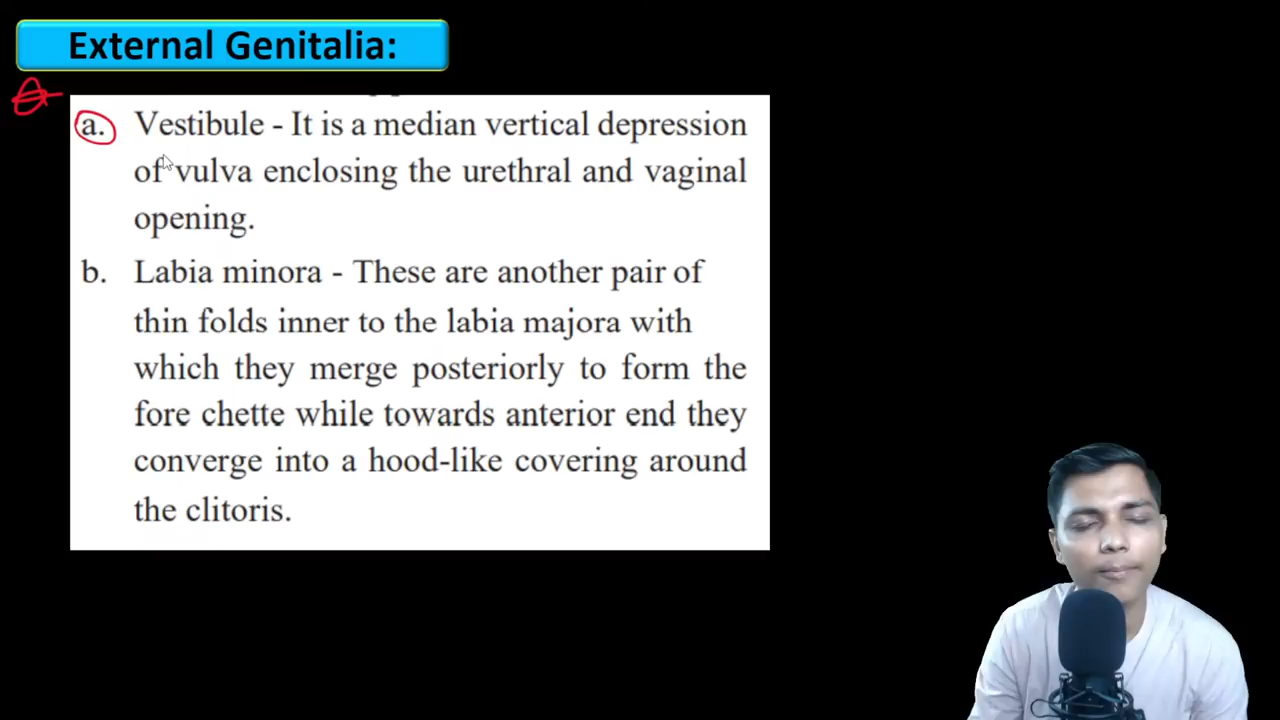 External Genitalia:
a. Vestibule - It is a median vertical depression
of vulva enclosing the urethral and vaginal
opening.
b. Labia minora - These are another pair of
thin folds inner to the labia majora with
which they merge posteriorly to form the
fore chette while towards anterior end they
converge into a hood-like covering around
the clitoris.